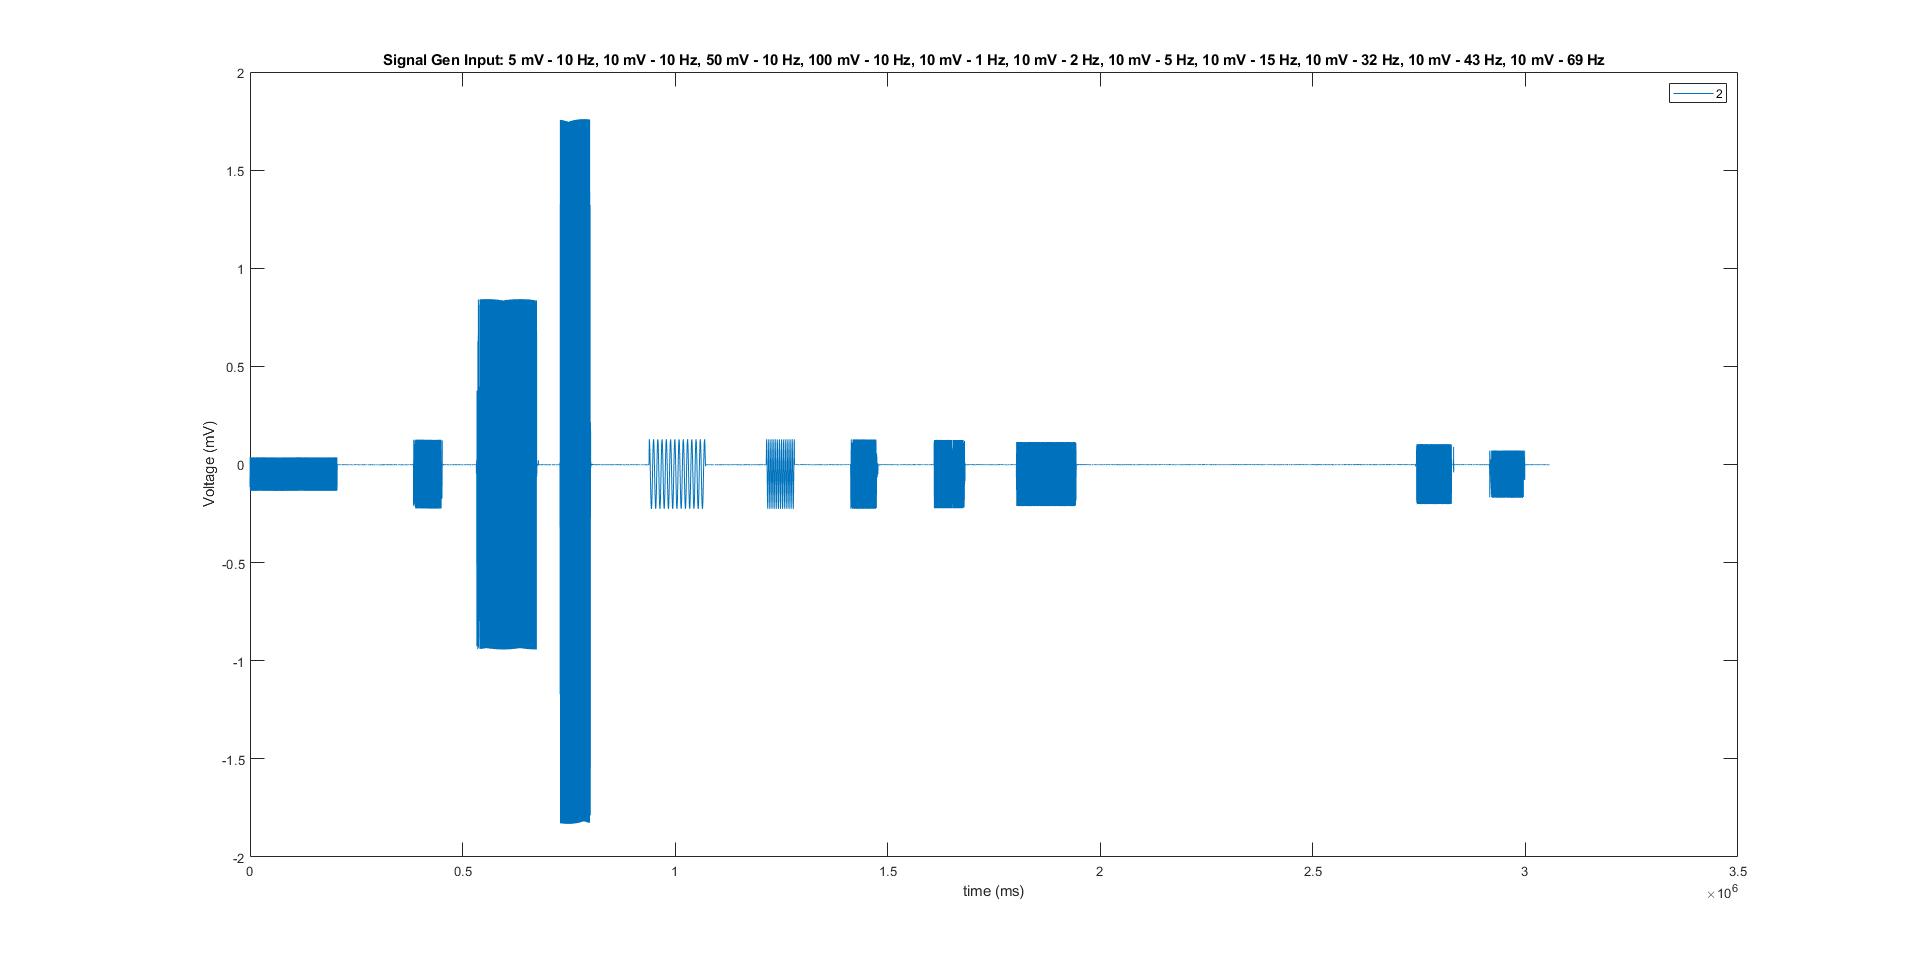 Signal Gen Input: 5 mV - 10 Hz, 10 mV - 10 Hz, 50 mV - 10 Hz, 100 mV - 10 Hz, 10 mV - 1 Hz, 10 mV - 2 Hz, 10 mV - 5 Hz, 10 mV - 15 Hz, 10 mV - 32 Hz, 10 mV - 43 Hz, 10 mV - 69 Hz
2
2
1.5
1
0.5
0
-0.5
-1
-1.5
-2
Voltage (mV)
0 0.5 1 1.5 2 2.5 3 3.5
time (ms)
×10⁶